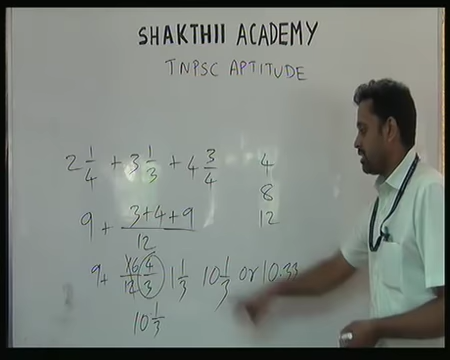 SHAKTHII ACADEMY
TNPSC APTITUDE
2 1/4 + 3 1/3 + 4 3/4
4
8
12
9 + (3+4+9)/12
9 + 16/12 4/3 1 1/3 10 1/3 or 10.33
10 1/3